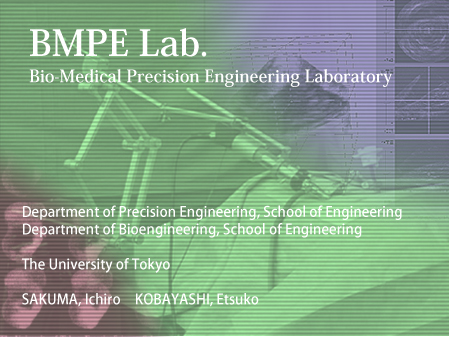 BMPE Lab.
Bio-Medical Precision Engineering Laboratory
Department of Precision Engineering, School of Engineering
Department of Bioengineering, School of Engineering
The University of Tokyo
SAKUMA, Ichiro KOBAYASHI, Etsuko